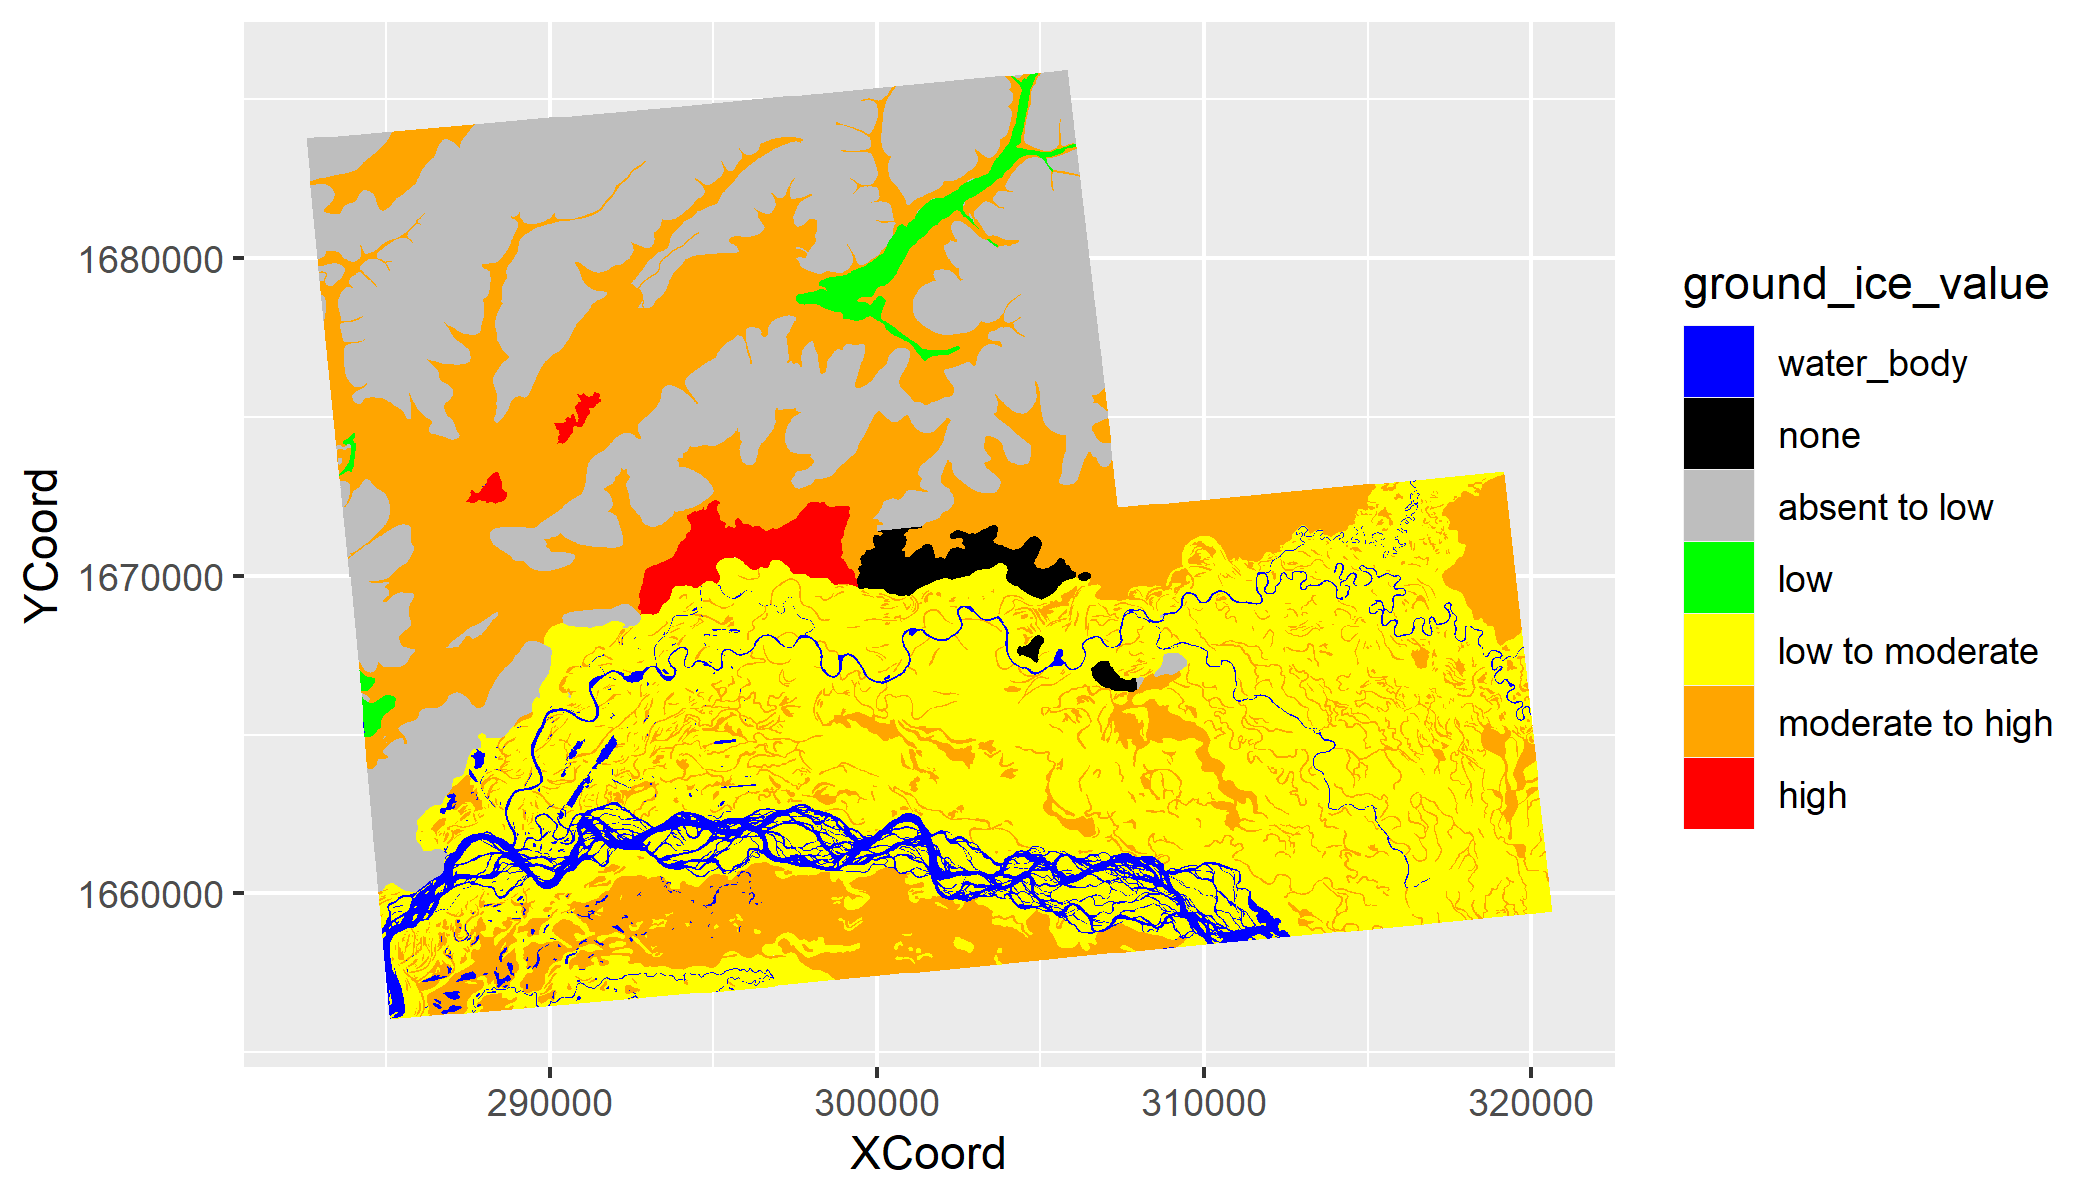 YCoord
1680000
1670000
1660000
290000
300000
310000
320000
XCoord
ground_ice_value
water_body
none
absent to low
low
low to moderate
moderate to high
high